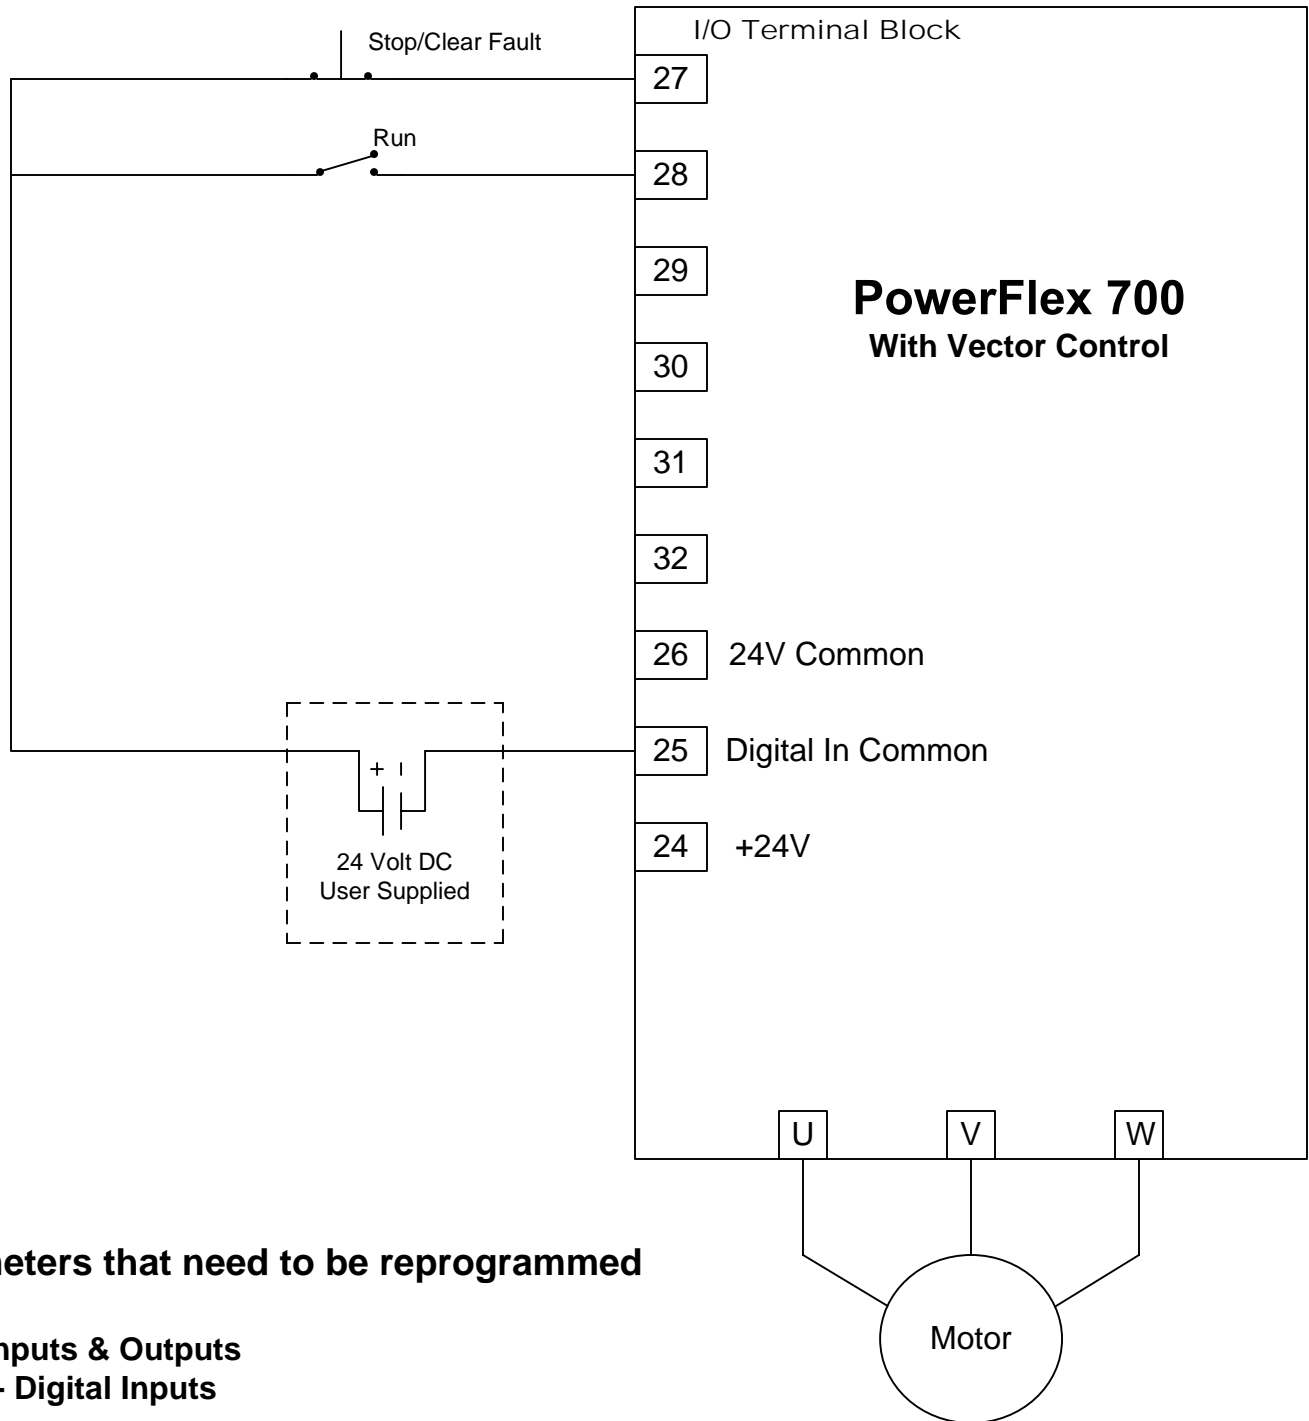 I/O Terminal Block
Stop/Clear Fault
27
Run
28
29
PowerFlex 700
With Vector Control
30
31
32
26 24V Common
25 Digital In Common
+ -
24 +24V
24 Volt DC
User Supplied
U V W
Motor
eters that need to be reprogrammed
nputs & Outputs
- Digital Inputs